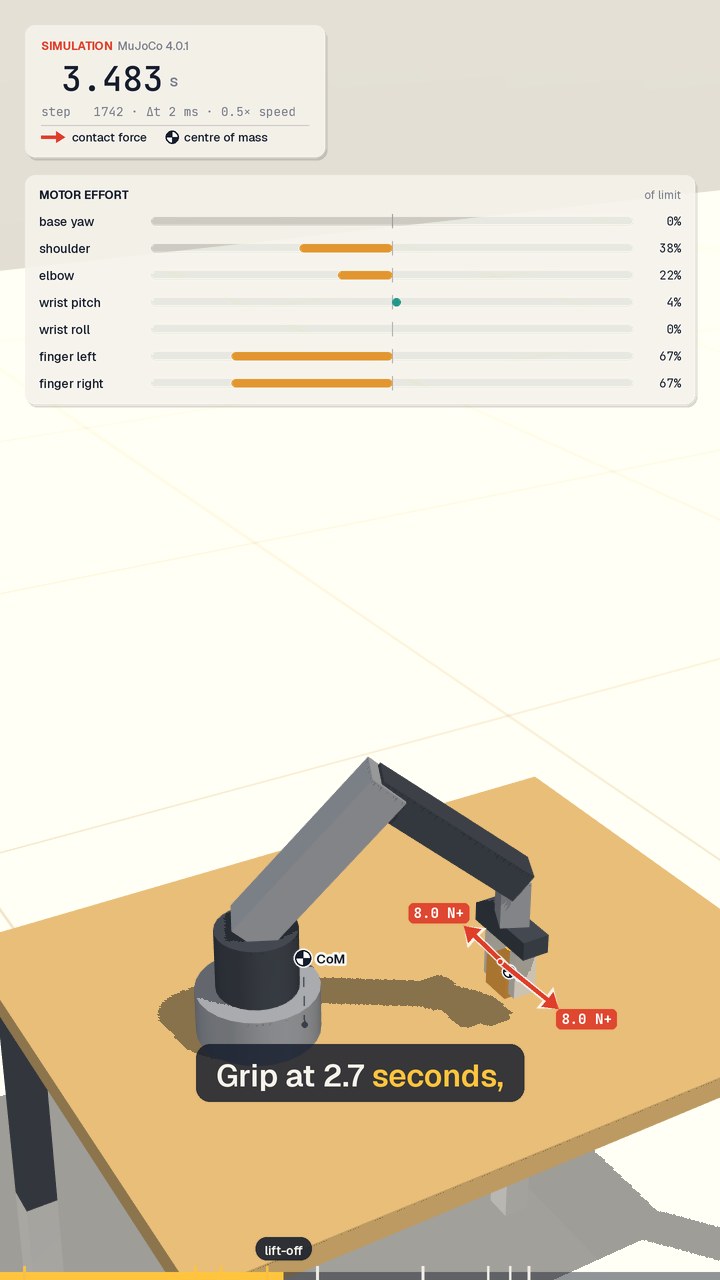 SIMULATION MuJoCo 4.0.1
3.483 s
step 1742 · Δt 2 ms · 0.5× speed
contact force centre of mass
MOTOR EFFORT of limit
base yaw 0%
shoulder 38%
elbow 22%
wrist pitch 4%
wrist roll 0%
finger left 67%
finger right 67%
8.0 N+
CoM
8.0 N+
Grip at 2.7 seconds,
lift-off